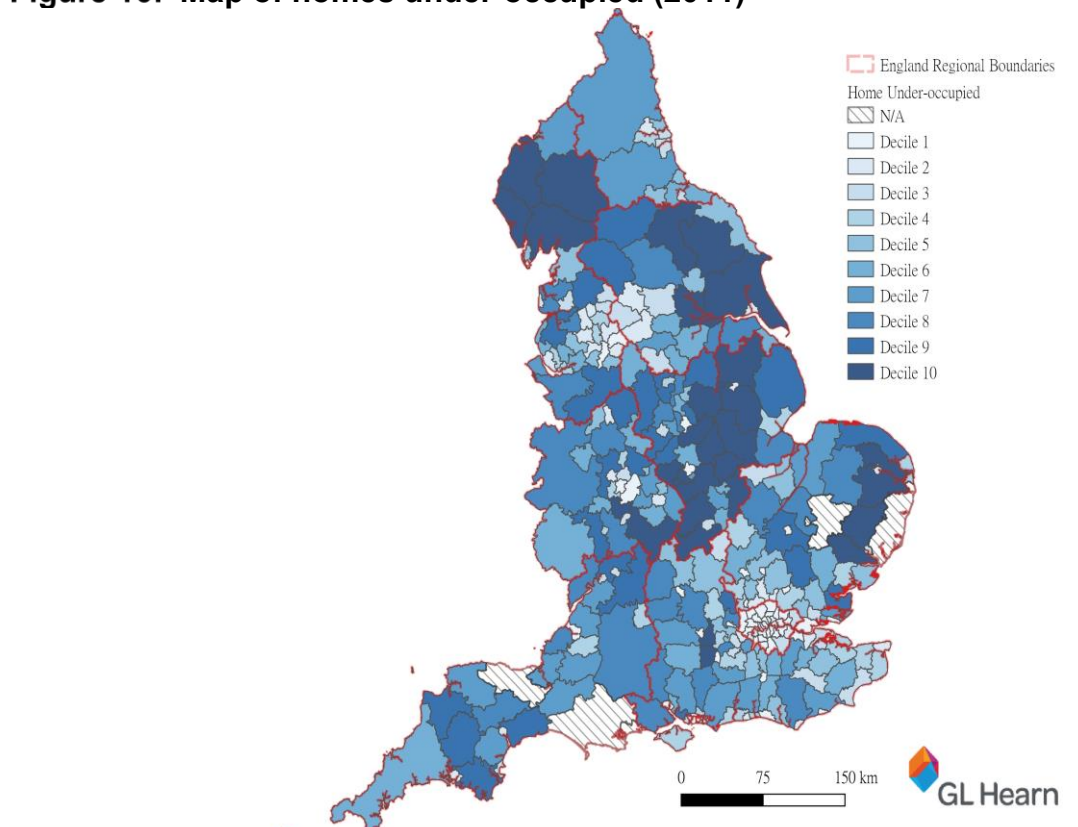 Map of homes under-occupied (2011)
England Regional Boundaries
Home Under-occupied
N/A
Decile 1
Decile 2
Decile 3
Decile 4
Decile 5
Decile 6
Decile 7
Decile 8
Decile 9
Decile 10
0 75 150 km
GL Hearn